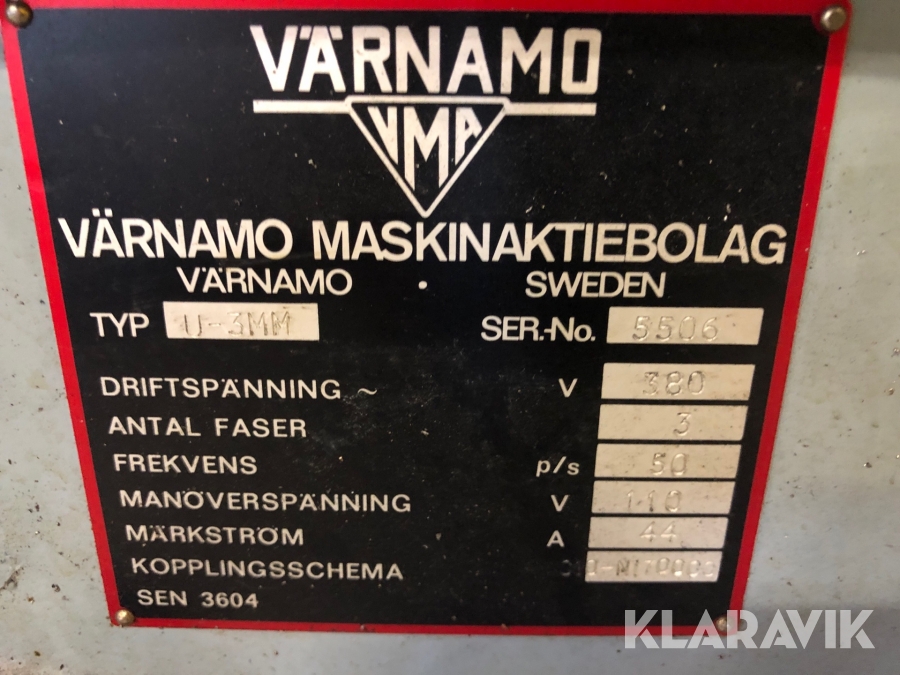 VÄRNAMO
VMA
VÄRNAMO MASKINAKTIEBOLAG
VÄRNAMO · SWEDEN
TYP U-3MM SER.-No. 5506
DRIFTSPÄNNING ~ V 380
ANTAL FASER 3
FREKVENS p/s 50
MANÖVERSPÄNNING V 110
MÄRKSTRÖM A 44
KOPPLINGSSCHEMA
SEN 3604
KLARAVIK